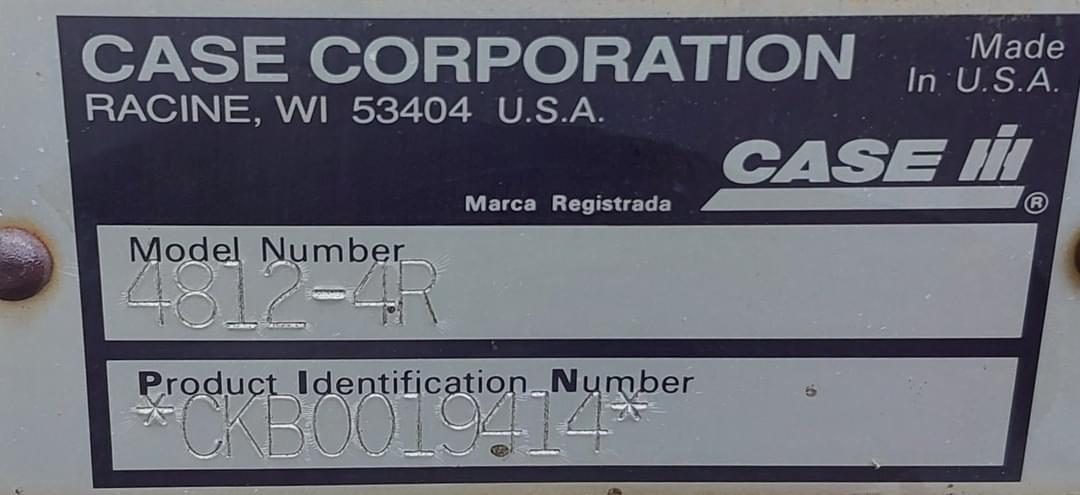 CASE CORPORATION
Made
In U.S.A.
RACINE, WI 53404 U.S.A.
CASE IH
Marca Registrada ®
Model Number
4812-4R
Product Identification Number
*CKB0019414*